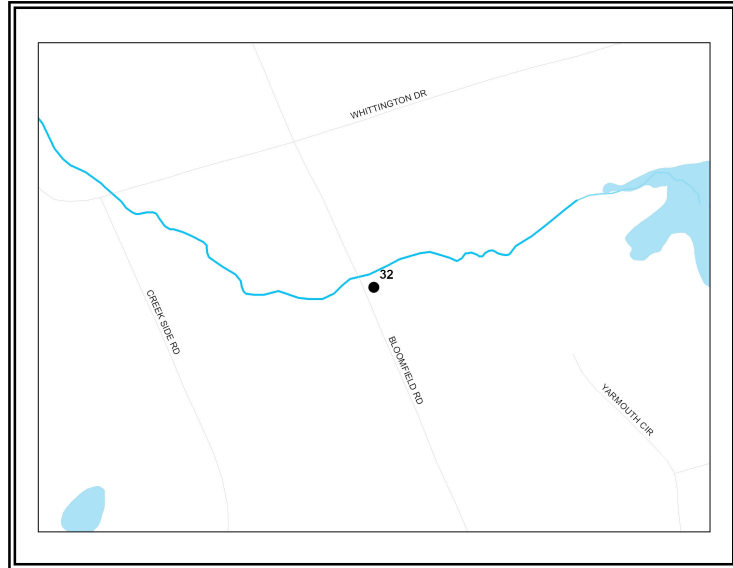 WHITTINGTON DR
32
CREEK SIDE RD
BLOOMFIELD RD
YARMOUTH CIR